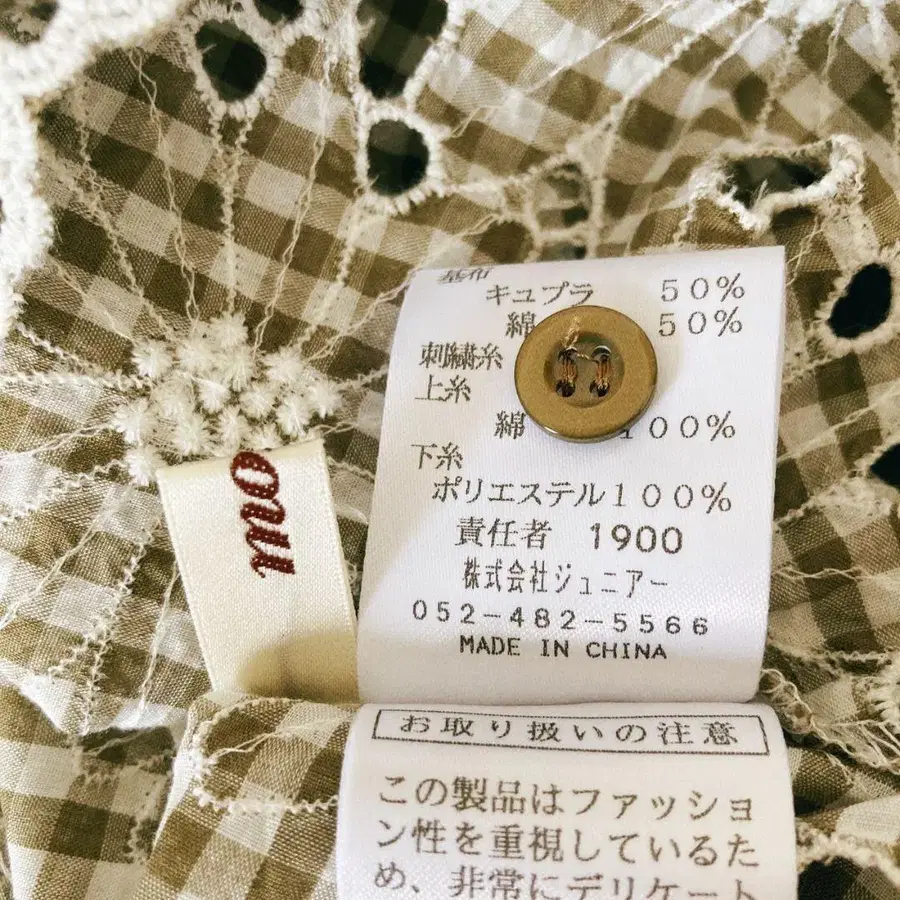 基布
キュプラ 50%
綿 50%
刺繍糸
上糸
綿 100%
下糸
ポリエステル100%
責任者 1900
株式会社ジュニアー
052-482-5566
MADE IN CHINA
お取り扱いの注意
この製品はファッショ
ン性を重視しているた
め、非常にデリケート